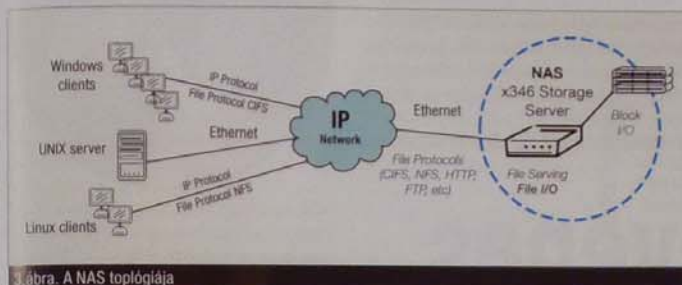 Windows
clients
IP Protocol
File Protocol CIFS
UNIX server
Ethernet
IP Protocol
File Protocol NFS
Linux clients
IP
Network
Ethernet
File Protocols
(CIFS, NFS, HTTP,
FTP, etc)
NAS
x346 Storage
Server
File Serving
File I/O
Block
I/O
3.ábra. A NAS toplógiája